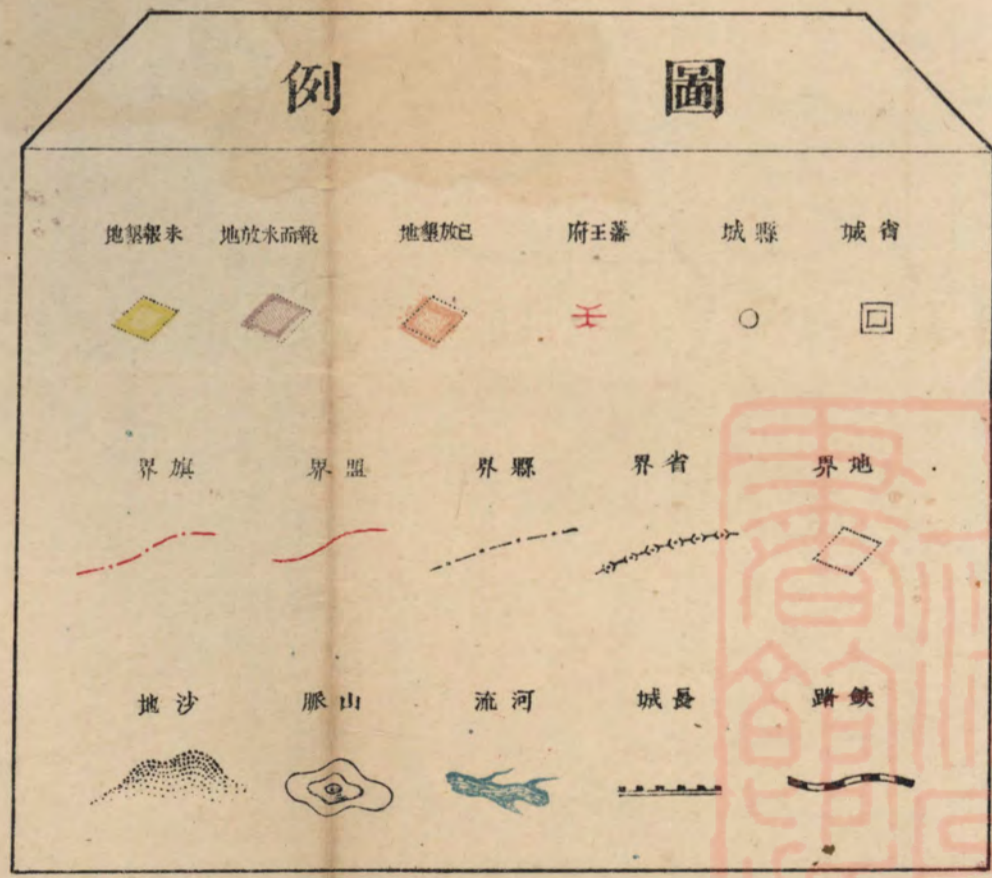 圖例
省城
縣城
藩王府
已放墾地
報而未放地
未報墾地
地界
省界
縣界
盟界
旗界
鉄路
長城
河流
山脈
沙地